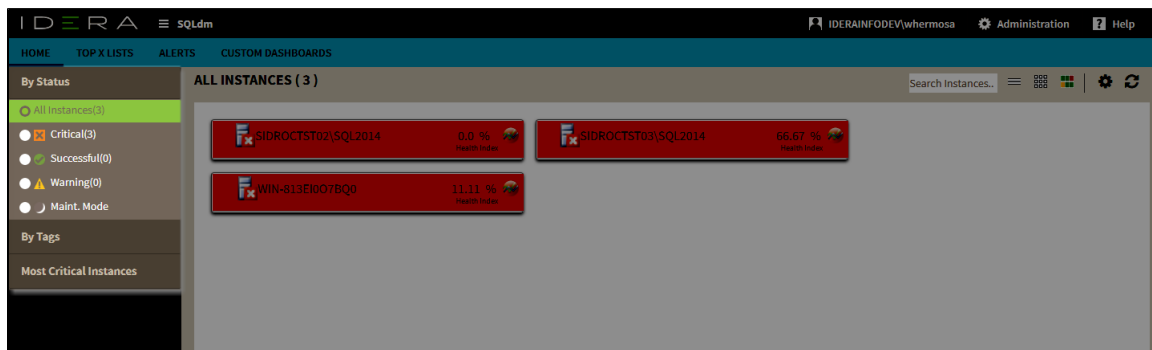 IDERA SQLdm IDERAINFODEV\whermosa Administration ? Help
HOME TOP X LISTS ALERTS CUSTOM DASHBOARDS
By Status
ALL INSTANCES ( 3 ) Search Instances..
All Instances(3)
Critical(3)
Successful(0)
Warning(0)
Maint. Mode
By Tags
Most Critical Instances
SIDROCTST02\SQL2014 0.0 %
Health Index
SIDROCTST03\SQL2014 66.67 %
Health Index
WIN-813EI0O7BQ0 11.11 %
Health Index